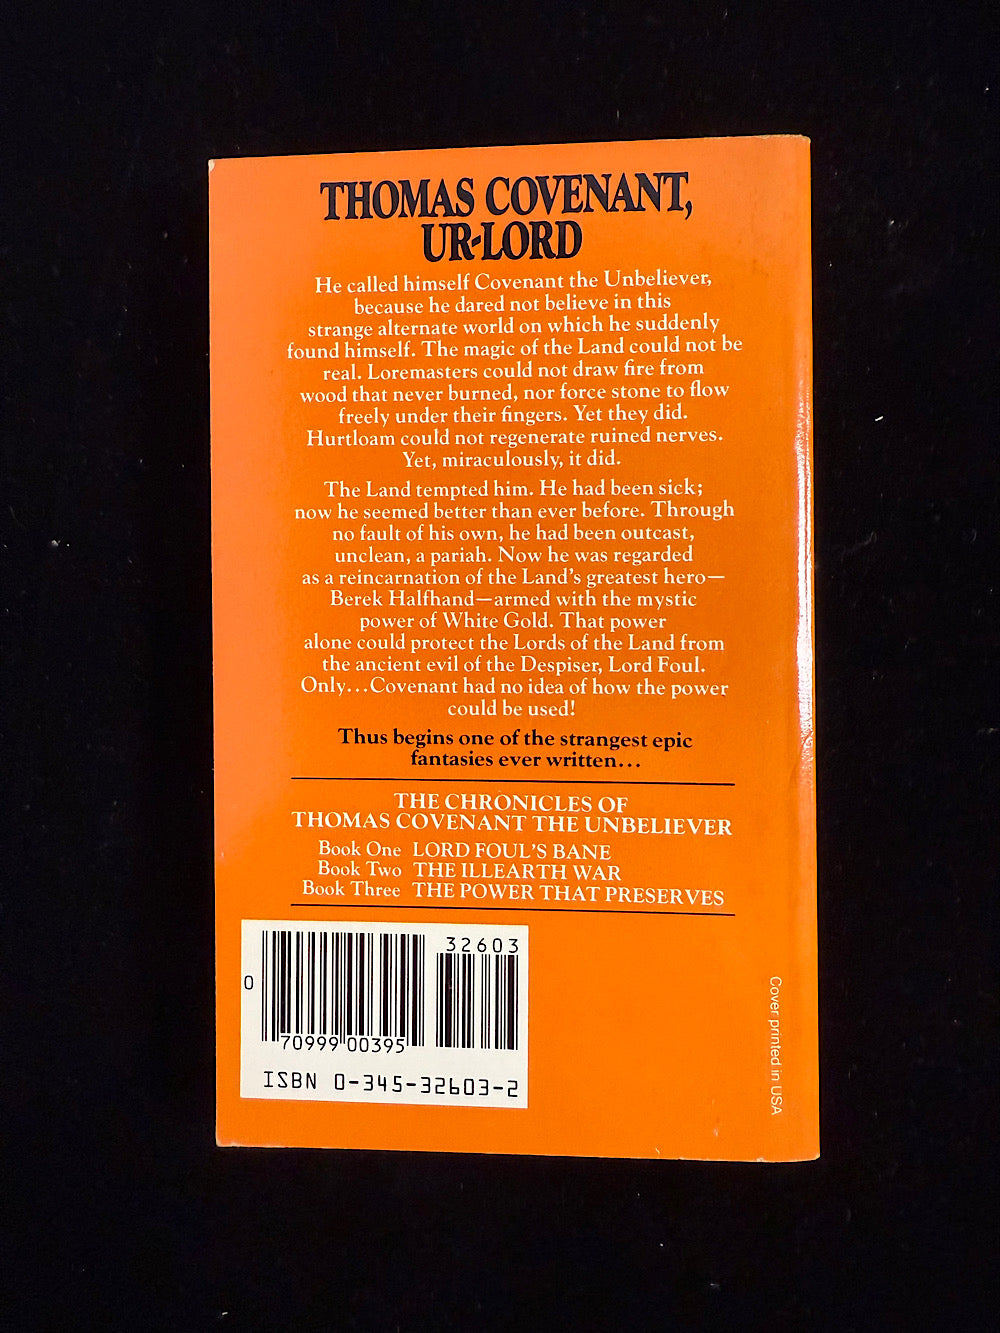 THOMAS COVENANT,
UR-LORD
He called himself Covenant the Unbeliever,
because he dared not believe in this
strange alternate world on which he suddenly
found himself. The magic of the Land could not be
real. Loremasters could not draw fire from
wood that never burned, nor force stone to flow
freely under their fingers. Yet they did.
Hurtloam could not regenerate ruined nerves.
Yet, miraculously, it did.
The Land tempted him. He had been sick;
now he seemed better than ever before. Through
no fault of his own, he had been outcast,
unclean, a pariah. Now he was regarded
as a reincarnation of the Land's greatest hero—
Berek Halfhand—armed with the mystic
power of White Gold. That power
alone could protect the Lords of the Land from
the ancient evil of the Despiser, Lord Foul.
Only...Covenant had no idea of how the power
could be used!
Thus begins one of the strangest epic
fantasies ever written...
THE CHRONICLES OF
THOMAS COVENANT THE UNBELIEVER
Book One LORD FOUL'S BANE
Book Two THE ILLEARTH WAR
Book Three THE POWER THAT PRESERVES
32603
0
70999 00395
ISBN 0-345-32603-2
Cover printed in USA